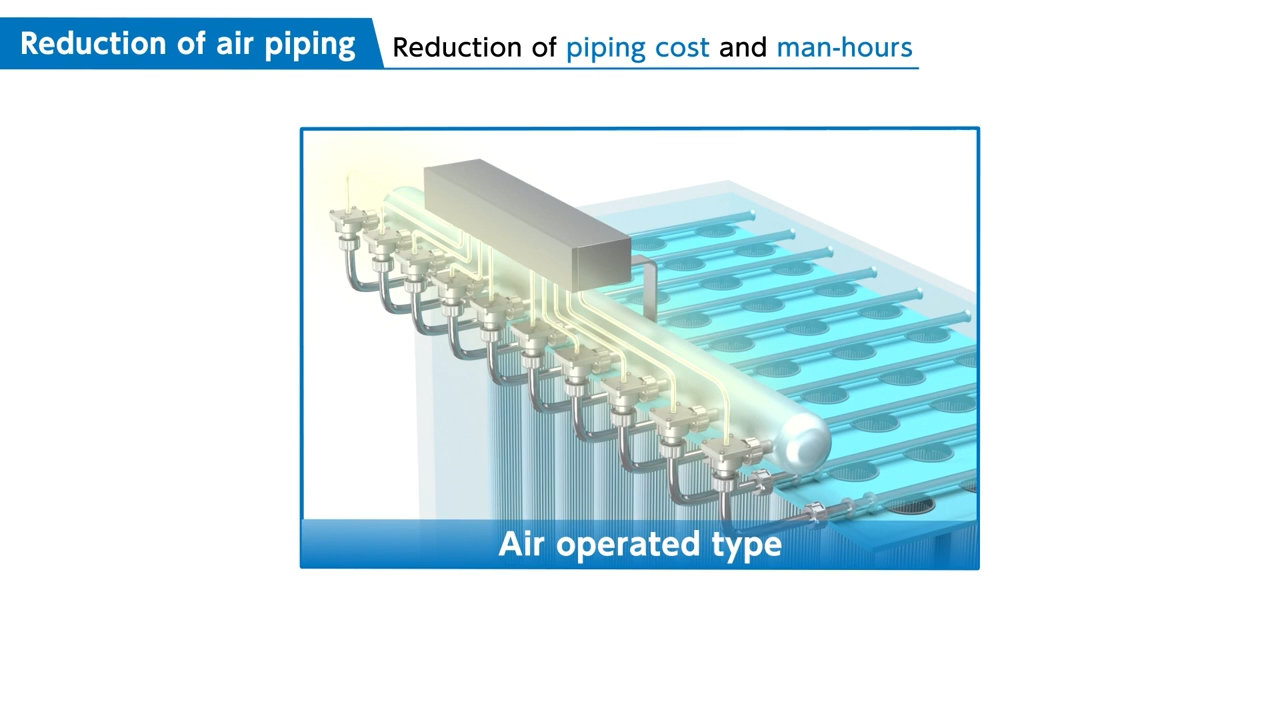 Reduction of air piping
Reduction of piping cost and man-hours
Air operated type